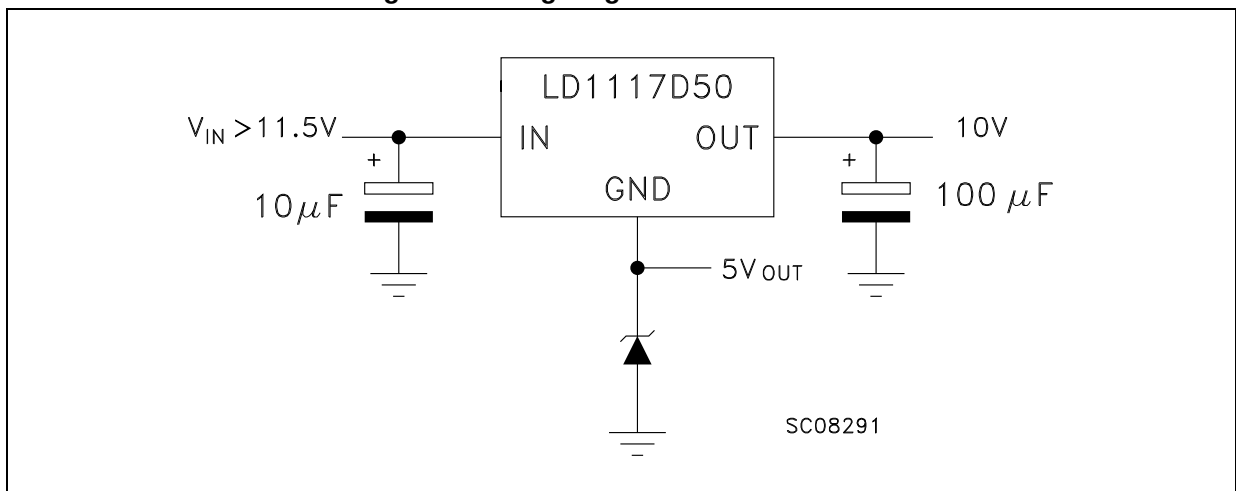 LD1117D50
V_IN >11.5V
IN
OUT
10V
+
+
GND
10μF
100 μF
5V_OUT
SC08291